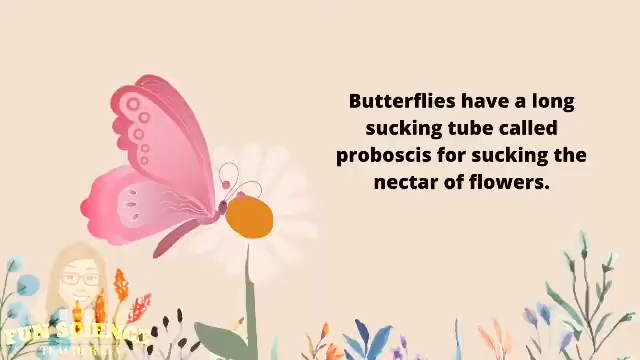 Butterflies have a long
sucking tube called
proboscis for sucking the
nectar of flowers.
FUN SCIENCE